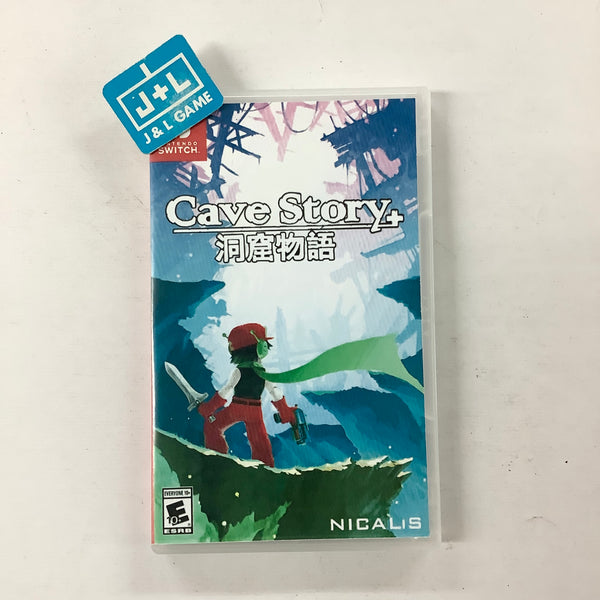 J+L
J & L GAME
NINTENDO
SWITCH
Cave Story+
洞窟物語
EVERYONE 10+
E
10+
ESRB
NICALIS